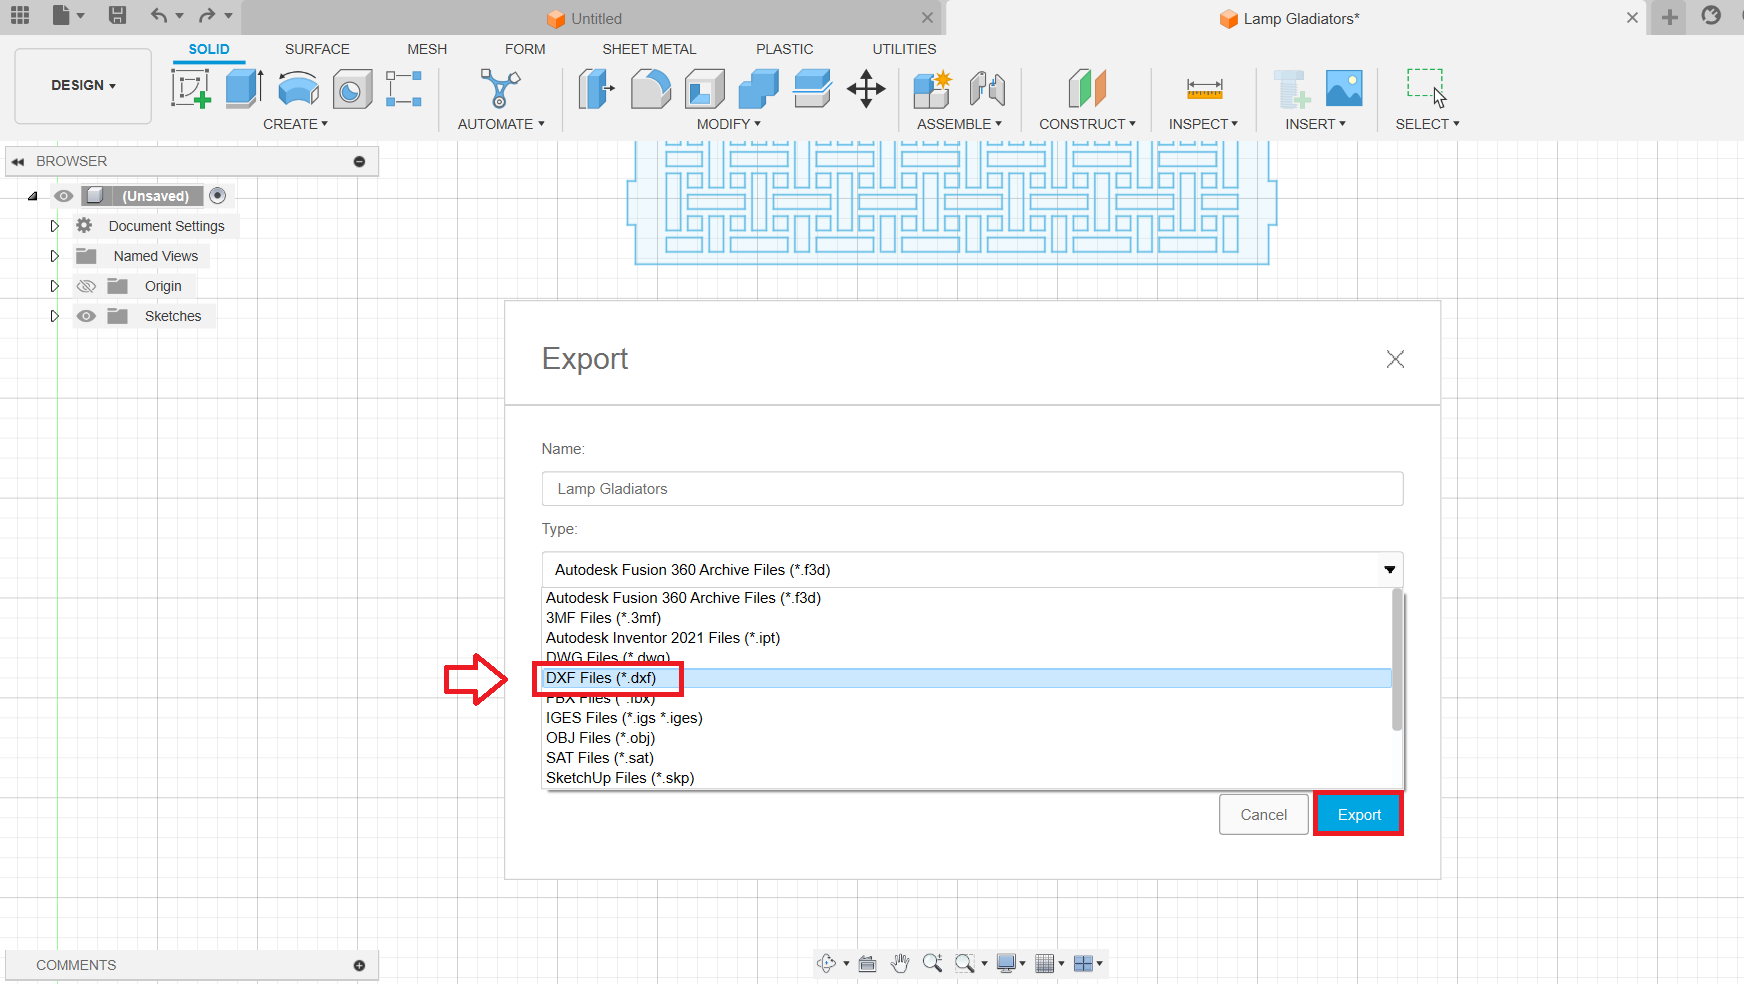 Untitled
Lamp Gladiators*
SOLID
SURFACE
MESH
FORM
SHEET METAL
PLASTIC
UTILITIES
DESIGN
CREATE
AUTOMATE
MODIFY
ASSEMBLE
CONSTRUCT
INSPECT
INSERT
SELECT
BROWSER
(Unsaved)
Document Settings
Named Views
Origin
Sketches
Export
Name:
Lamp Gladiators
Type:
Autodesk Fusion 360 Archive Files (*.f3d)
Autodesk Fusion 360 Archive Files (*.f3d)
3MF Files (*.3mf)
Autodesk Inventor 2021 Files (*.ipt)
DWG Files (*.dwg)
DXF Files (*.dxf)
FBX Files (*.fbx)
IGES Files (*.igs *.iges)
OBJ Files (*.obj)
SAT Files (*.sat)
SketchUp Files (*.skp)
Cancel
Export
COMMENTS